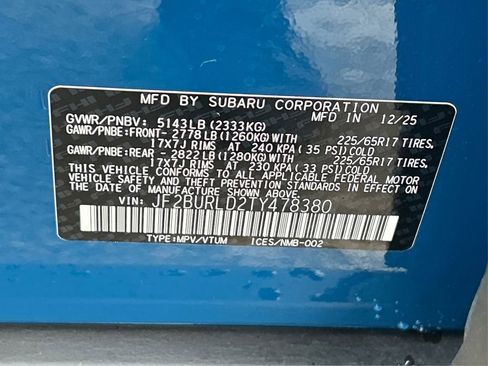 MFD BY SUBARU CORPORATION IN JAPAN 12/25
GVWR/PNBV: 5143LB (2333KG)
GAWR/PNBE:FRONT- 2778LB (1260KG) WITH 225/65R17 TIRES,
17X7J RIMS AT 240 KPA ( 35 PSI) COLD
GAWR/PNBE:REAR - 2822LB (1280KG) WITH 225/65R17 TIRES,
17X7J RIMS AT 230 KPA ( 33 PSI) COLD
THIS VEHICLE CONFORMS TO ALL APPLICABLE FEDERAL MOTOR
VEHICLE SAFETY, BUMPER, AND THEFT PREVENTION STANDARDS
IN EFFECT ON THE DATE OF MANUFACTURE
SHOWN ABOVE.
VIN: JF2BURLD2TY478380
TYPE:MPV/VTUM ICES/NMB-002